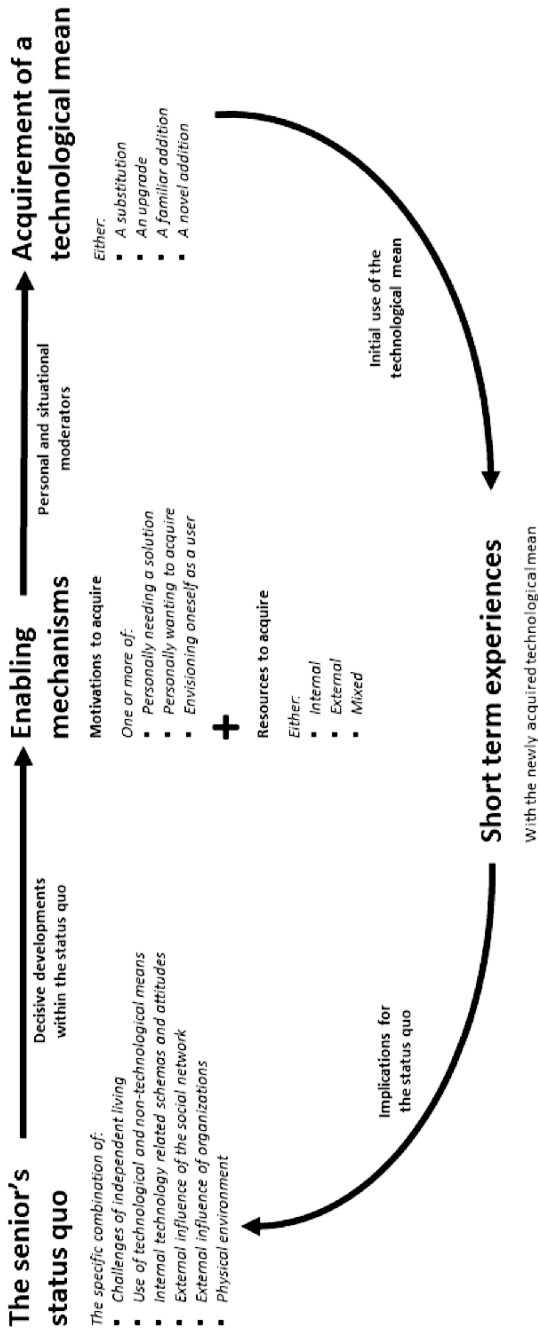 The senior's
status quo
The specific combination of:
▪ Challenges of independent living
▪ Use of technological and non-technological means
▪ Internal technology related schemas and attitudes
▪ External influence of the social network
▪ External influence of organizations
▪ Physical environment
Decisive developments
within the status quo
Enabling
mechanisms
Motivations to acquire
One or more of:
▪ Personally needing a solution
▪ Personally wanting to acquire
▪ Envisioning oneself as a user
+
Resources to acquire
Either:
▪ Internal
▪ External
▪ Mixed
Personal and situational
moderators
Acquirement of a
technological mean
Either:
▪ A substitution
▪ An upgrade
▪ A familiar addition
▪ A novel addition
Initial use of the
technological mean
Short term experiences
With the newly acquired technological mean
Implications for
the status quo